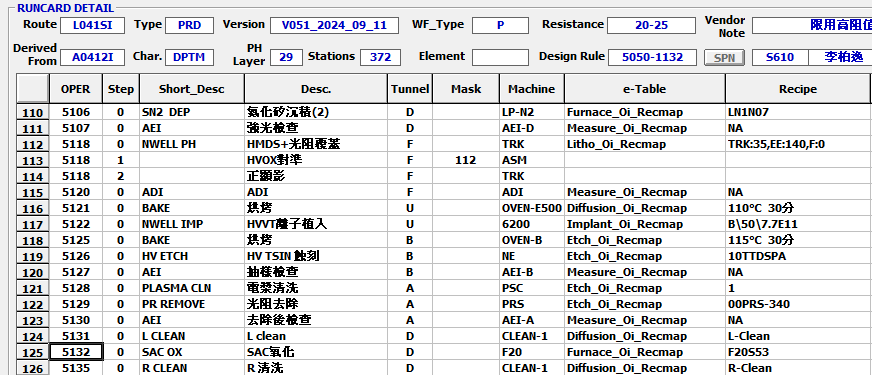 RUNCARD DETAIL
Route L041SI Type PRD Version V051_2024_09_11 WF_Type P Resistance 20-25 Vendor Note 限用高阻值
Derived From A0412I Char. DPTM PH Layer 29 Stations 372 Element Design Rule 5050-1132 SPN S610 李柏逸
OPER Step Short_Desc Desc. Tunnel Mask Machine e-Table Recipe
110 5106 0 SN2 DEP 氮化矽沉積(2) D LP-N2 Furnace_Oi_Recmap LN1N07
111 5107 0 AEI 強光檢查 D AEI-D Measure_Oi_Recmap NA
112 5118 0 NWELL PH HMDS+光阻覆蓋 F TRK Litho_Oi_Recmap TRK:35,EE:140,F:0
113 5118 1 HVOX對準 F 112 ASM
114 5118 2 正顯影 F TRK
115 5120 0 ADI ADI F ADI Measure_Oi_Recmap NA
116 5121 0 BAKE 烘烤 U OVEN-E500 Diffusion_Oi_Recmap 110°C 30分
117 5122 0 NWELL IMP HVVT離子植入 U 6200 Implant_Oi_Recmap B\50\7.7E11
118 5125 0 BAKE 烘烤 B OVEN-B Etch_Oi_Recmap 115°C 30分
119 5126 0 HV ETCH HV TSIN 蝕刻 B NE Etch_Oi_Recmap 10TTDSPA
120 5127 0 AEI 抽樣檢查 B AEI-B Measure_Oi_Recmap NA
121 5128 0 PLASMA CLN 電漿清洗 A PSC Etch_Oi_Recmap 1
122 5129 0 PR REMOVE 光阻去除 A PRS Etch_Oi_Recmap 00PRS-340
123 5130 0 AEI 去除後檢查 A AEI-A Measure_Oi_Recmap NA
124 5131 0 L CLEAN L clean D CLEAN-1 Diffusion_Oi_Recmap L-Clean
125 5132 0 SAC OX SAC氧化 D F20 Furnace_Oi_Recmap F20S53
126 5135 0 R CLEAN R 清洗 D CLEAN-1 Diffusion_Oi_Recmap R-Clean